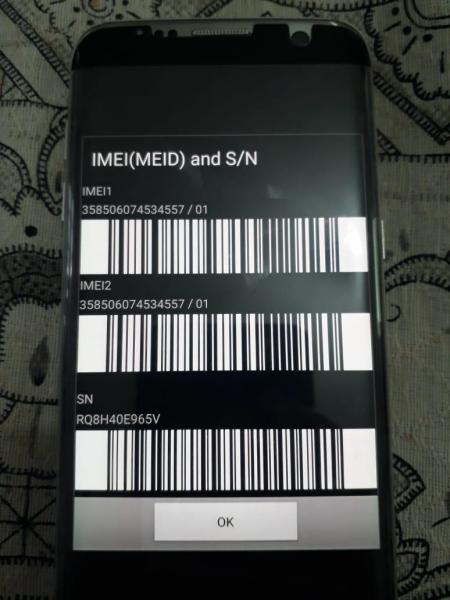 IMEI(MEID) and S/N
IMEI1
358506074534557 / 01
IMEI2
358506074534557 / 01
SN
RQ8H40E965V
OK